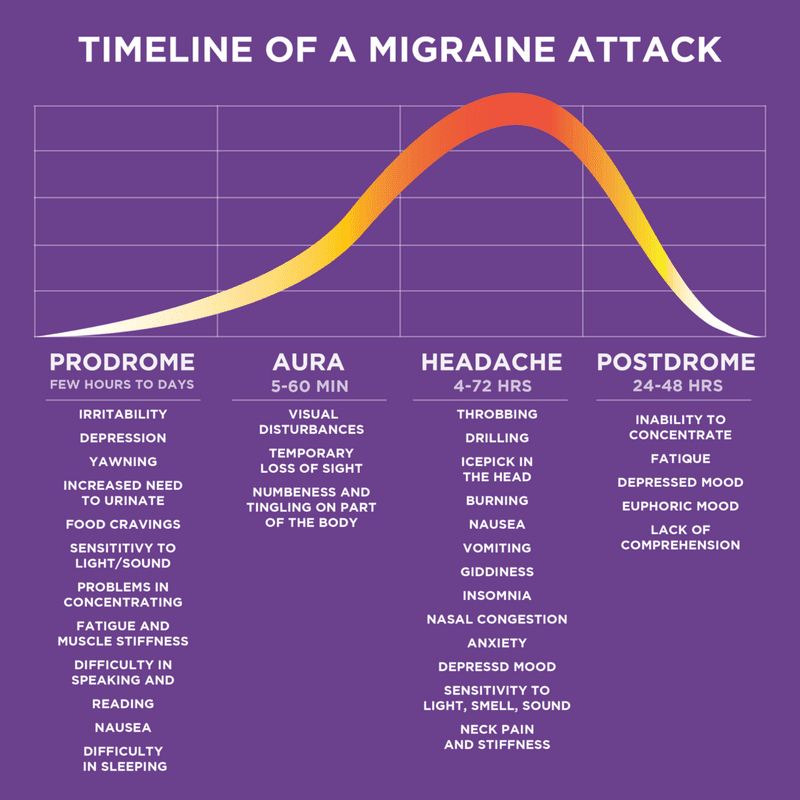 TIMELINE OF A MIGRAINE ATTACK
PRODROME
FEW HOURS TO DAYS
IRRITABILITY
DEPRESSION
YAWNING
INCREASED NEED
TO URINATE
FOOD CRAVINGS
SENSITITIVY TO
LIGHT/SOUND
PROBLEMS IN
CONCENTRATING
FATIGUE AND
MUSCLE STIFFNESS
DIFFICULTY IN
SPEAKING AND
READING
NAUSEA
DIFFICULTY
IN SLEEPING
AURA
5-60 MIN
VISUAL
DISTURBANCES
TEMPORARY
LOSS OF SIGHT
NUMBENESS AND
TINGLING ON PART
OF THE BODY
HEADACHE
4-72 HRS
THROBBING
DRILLING
ICEPICK IN
THE HEAD
BURNING
NAUSEA
VOMITING
GIDDINESS
INSOMNIA
NASAL CONGESTION
ANXIETY
DEPRESSD MOOD
SENSITIVITY TO
LIGHT, SMELL, SOUND
NECK PAIN
AND STIFFNESS
POSTDROME
24-48 HRS
INABILITY TO
CONCENTRATE
FATIQUE
DEPRESSED MOOD
EUPHORIC MOOD
LACK OF
COMPREHENSION